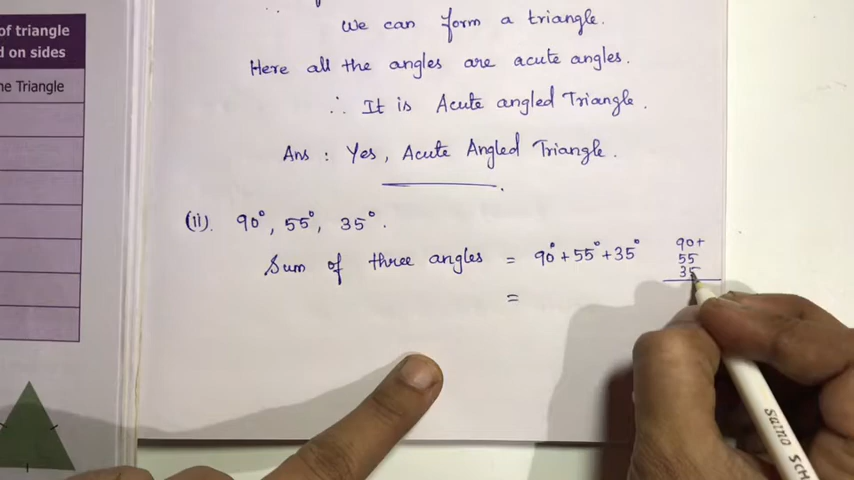 of triangle
d on sides
ne Triangle
We can form a triangle.
Here all the angles are acute angles.
∴ It is Acute angled Triangle.
Ans : Yes, Acute Angled Triangle.
(ii). 90°, 55°, 35°.
Sum of three angles = 90° + 55° + 35°
=
90+
55
35